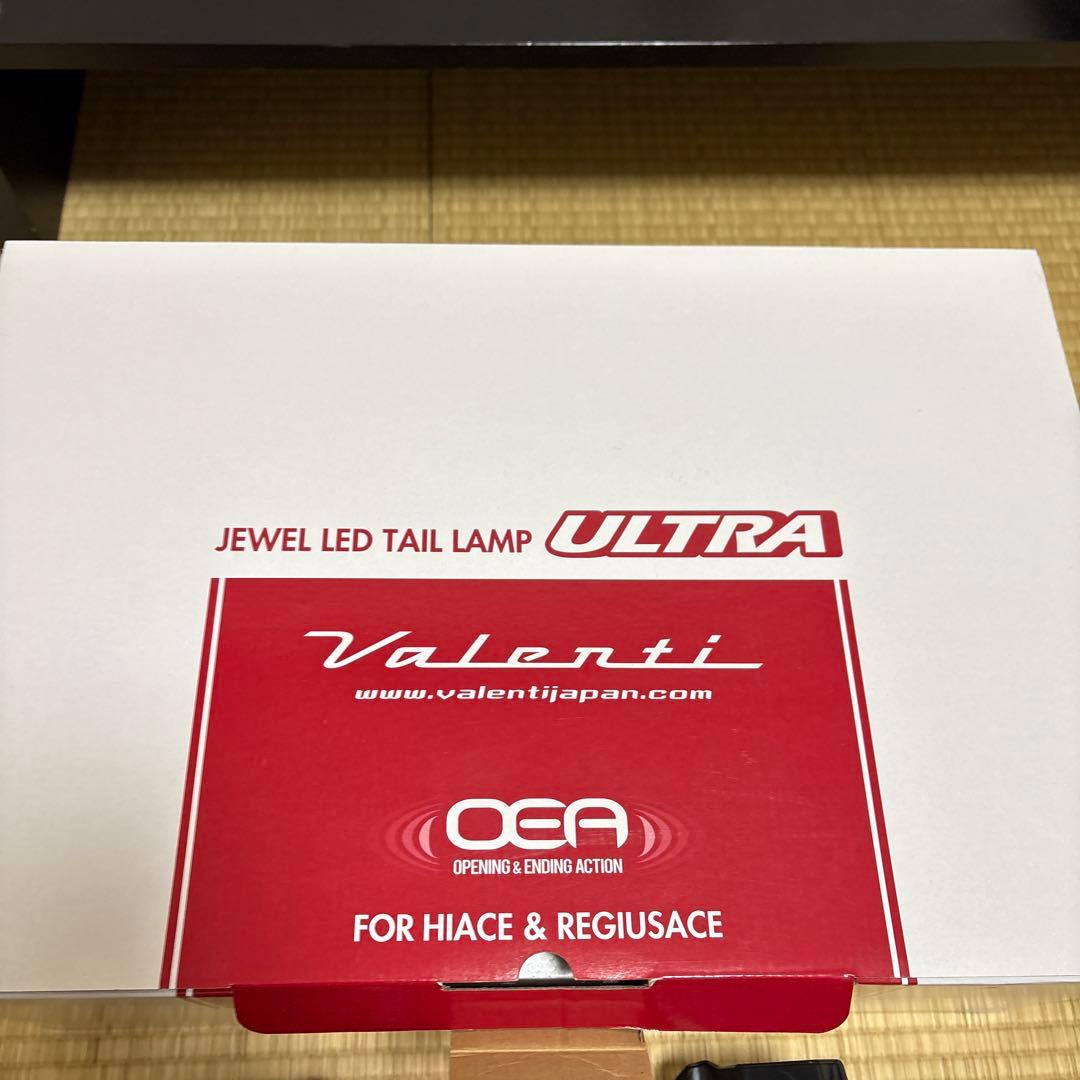 JEWEL LED TAIL LAMP ULTRA
Valenti
www.valentijapan.com
OEA
OPENING & ENDING ACTION
FOR HIACE & REGIUSACE